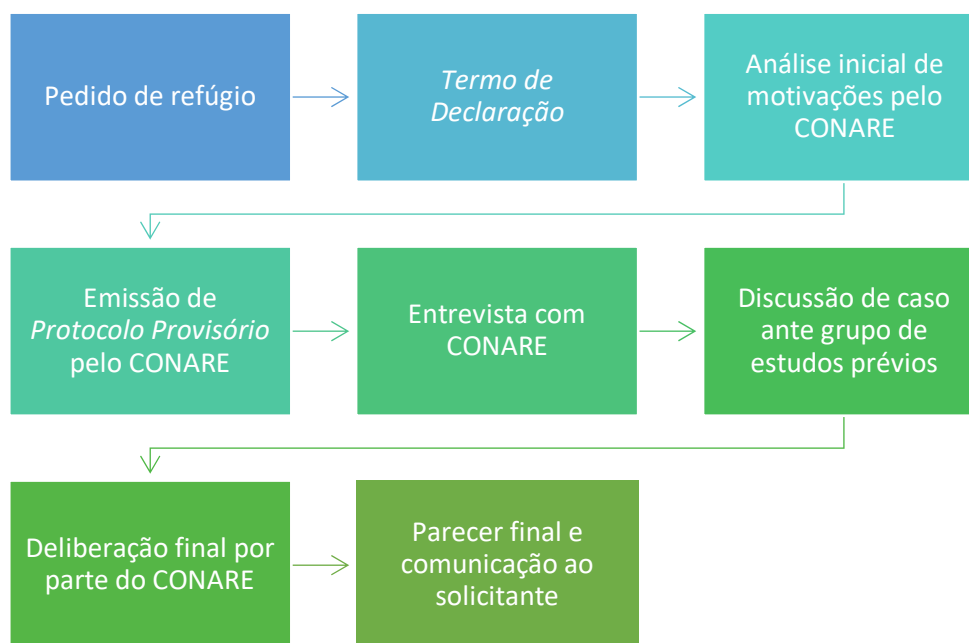 Pedido de refúgio
Termo de
Declaração
Análise inicial de
motivações pelo
CONARE
Emissão de
Protocolo Provisório
pelo CONARE
Entrevista com
CONARE
Discussão de caso
ante grupo de
estudos prévios
Deliberação final por
parte do CONARE
Parecer final e
comunicação ao
solicitante